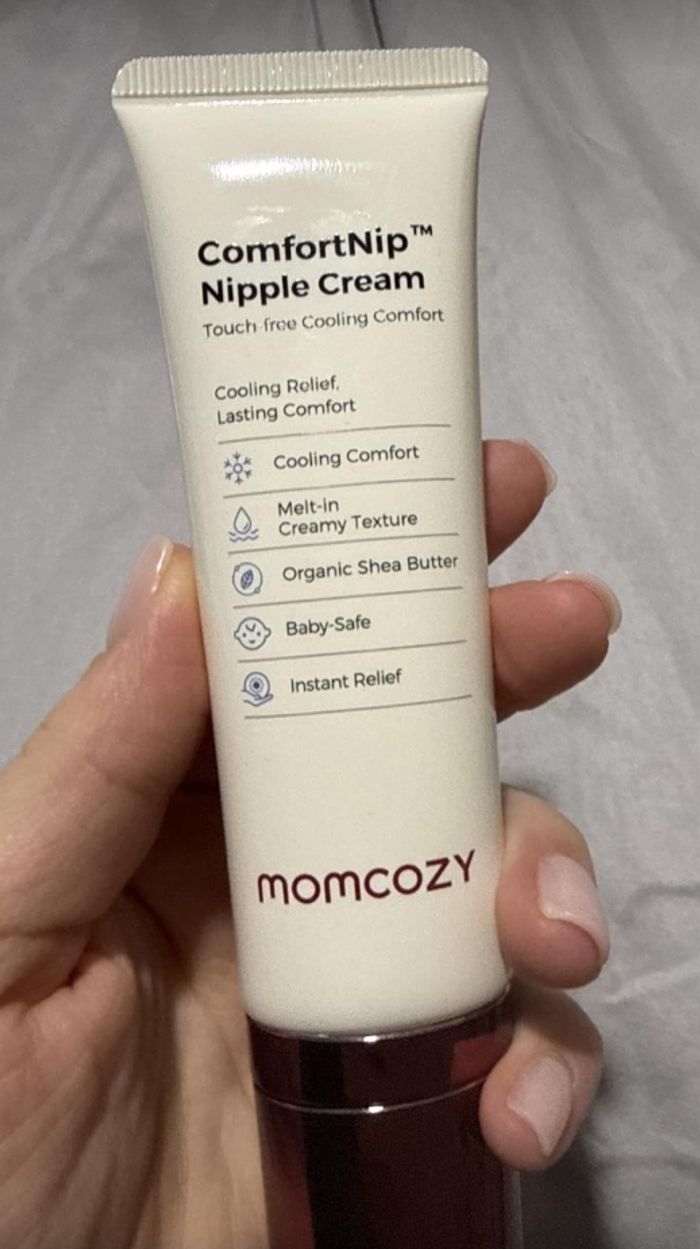 ComfortNip™
Nipple Cream
Touch-free Cooling Comfort
Cooling Relief,
Lasting Comfort
Cooling Comfort
Melt-in
Creamy Texture
Organic Shea Butter
Baby-Safe
Instant Relief
momcozy